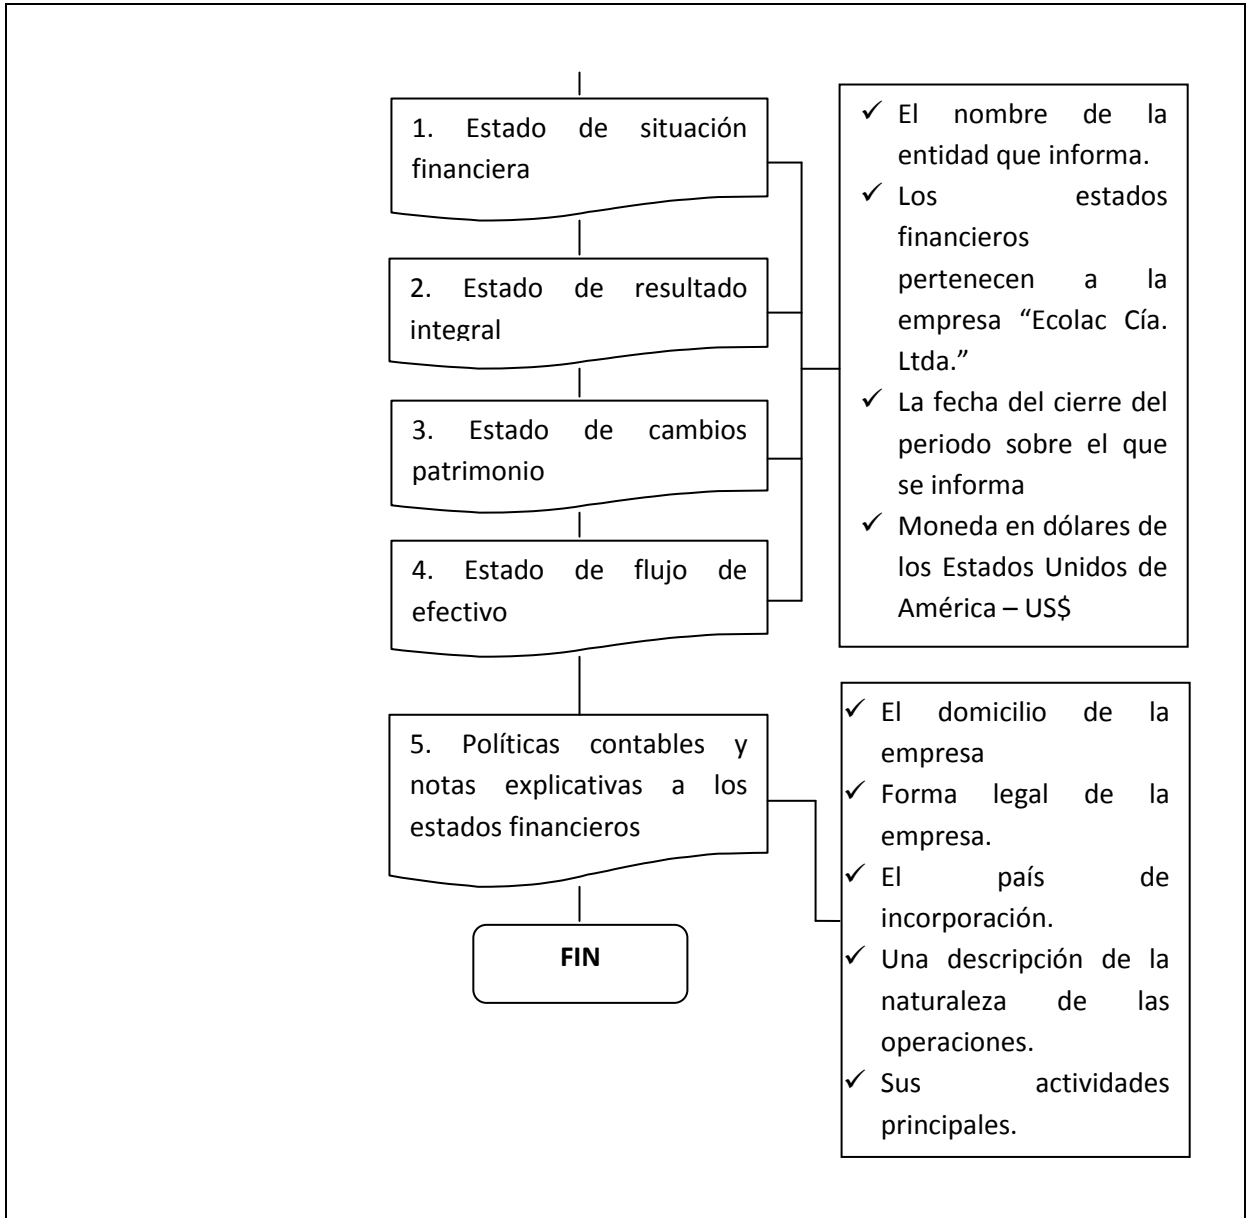 1. Estado de situación
financiera
2. Estado de resultado
integral
3. Estado de cambios
patrimonio
4. Estado de flujo de
efectivo
5. Políticas contables y
notas explicativas a los
estados financieros
FIN
✓ El nombre de la
entidad que informa.
✓ Los estados
financieros
pertenecen a la
empresa “Ecolac Cía.
Ltda.”
✓ La fecha del cierre del
periodo sobre el que
se informa
✓ Moneda en dólares de
los Estados Unidos de
América – US$
✓ El domicilio de la
empresa
✓ Forma legal de la
empresa.
✓ El país de
incorporación.
✓ Una descripción de la
naturaleza de las
operaciones.
✓ Sus actividades
principales.